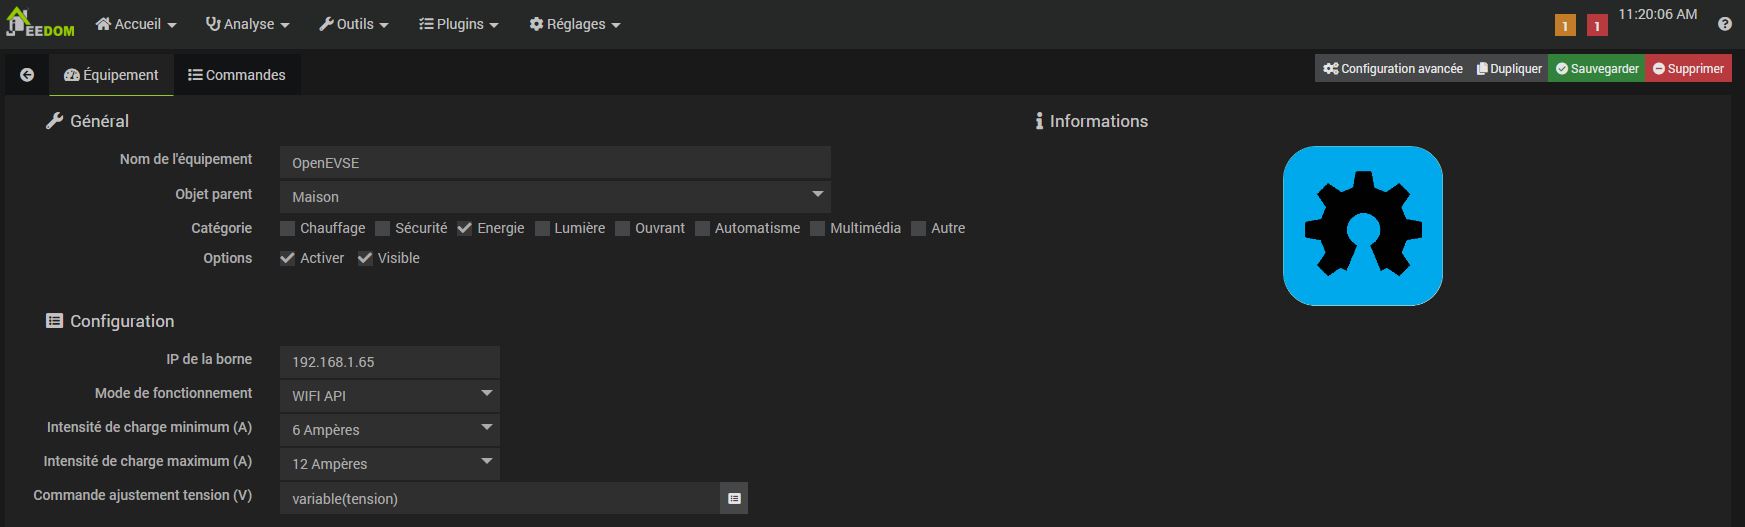 JEEDOM Accueil Analyse Outils Plugins Réglages 1 1 11:20:06 AM
Équipement Commandes Configuration avancée Dupliquer Sauvegarder Supprimer
Général
Nom de l'équipement OpenEVSE
Objet parent Maison
Catégorie Chauffage Sécurité Energie Lumière Ouvrant Automatisme Multimédia Autre
Options Activer Visible
Configuration
IP de la borne 192.168.1.65
Mode de fonctionnement WIFI API
Intensité de charge minimum (A) 6 Ampères
Intensité de charge maximum (A) 12 Ampères
Commande ajustement tension (V) variable(tension)
Informations